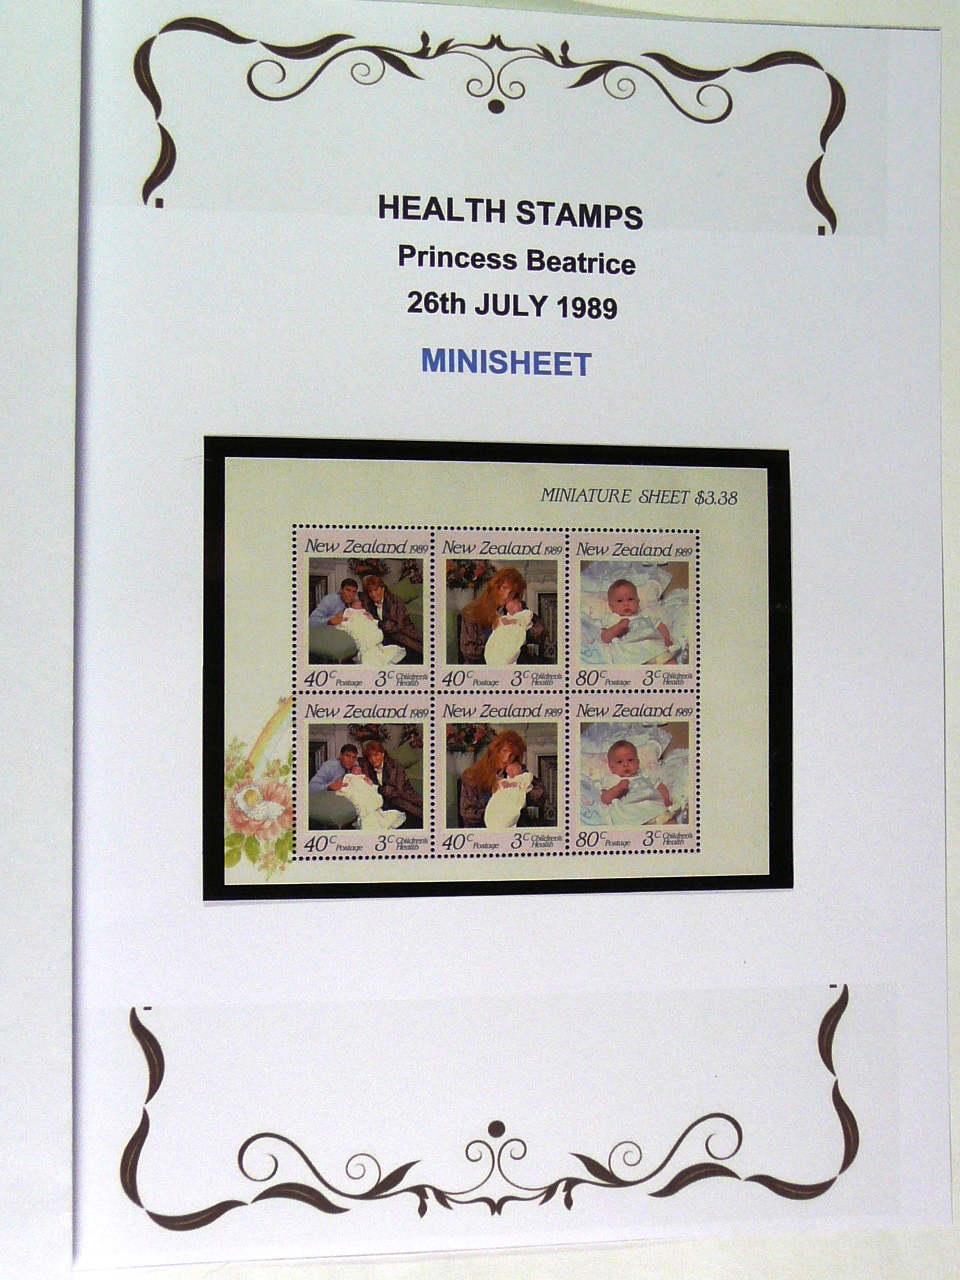 HEALTH STAMPS
Princess Beatrice
26th JULY 1989
MINISHEET
MINIATURE SHEET $3.38
New Zealand 1989
New Zealand 1989
New Zealand 1989
40c Postage 3c Children's Health
40c Postage 3c Children's Health
80c Postage 3c Children's Health
New Zealand 1989
New Zealand 1989
New Zealand 1989
40c Postage 3c Children's Health
40c Postage 3c Children's Health
80c Postage 3c Children's Health